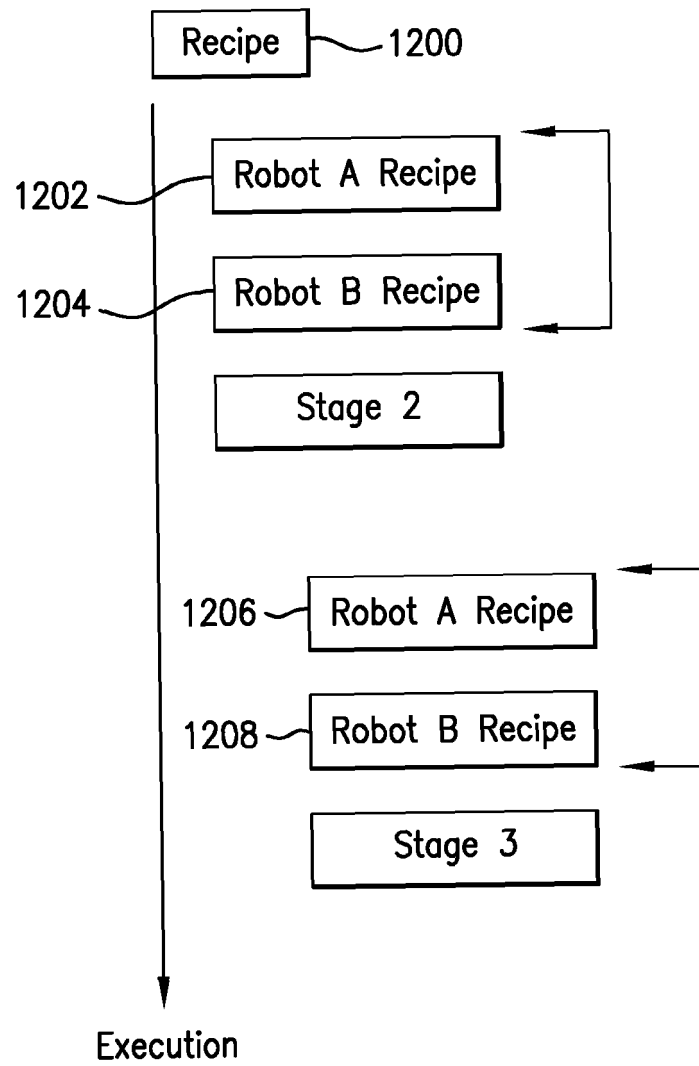 Recipe 1200
1202 Robot A Recipe
1204 Robot B Recipe
Stage 2
1206 Robot A Recipe
1208 Robot B Recipe
Stage 3
Execution